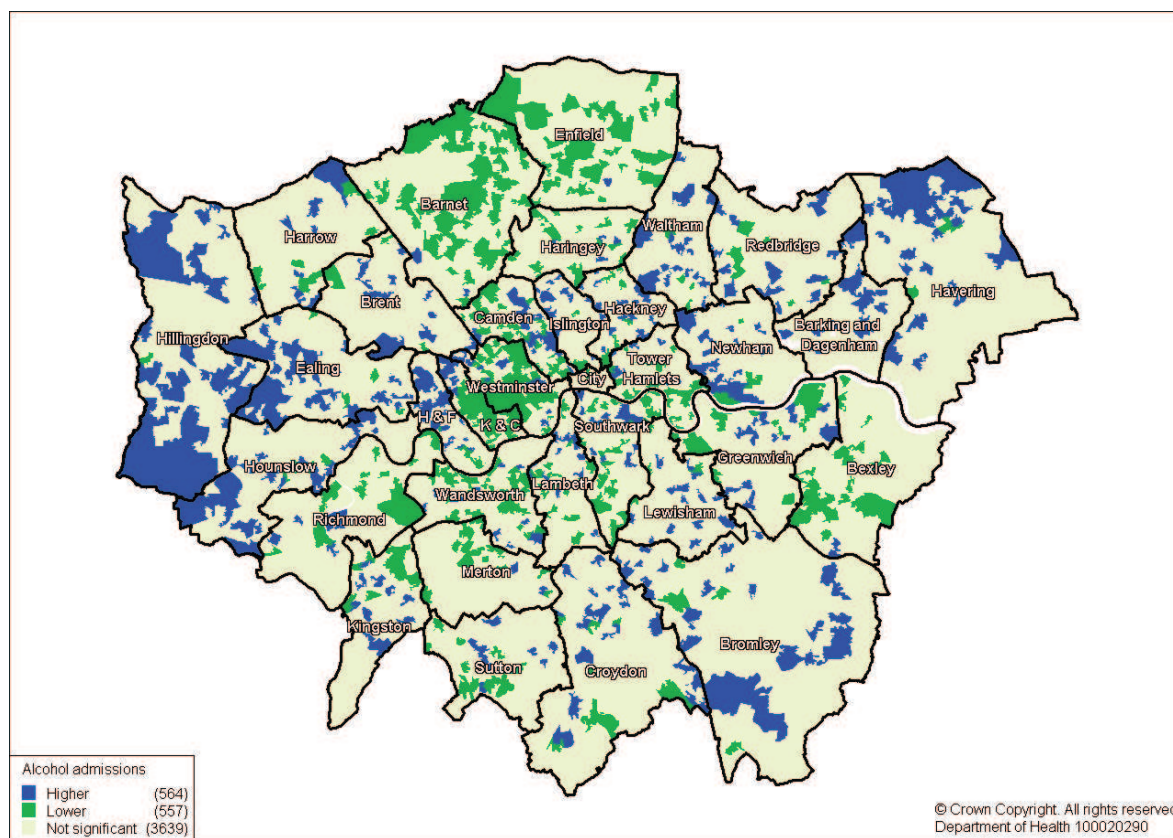 Enfield
Barnet
Harrow
Haringey
Waltham
Redbridge
Havering
Brent
Camden
Islington
Hackney
Hillingdon
Ealing
Newham
Barking and
Dagenham
Tower
Hamlets
Westminster
City
H & F
K & C
Southwark
Hounslow
Greenwich
Bexley
Wandsworth
Lambeth
Richmond
Lewisham
Merton
Kingston
Sutton
Croydon
Bromley
Alcohol admissions
Higher (564)
Lower (557)
Not significant (3639)
© Crown Copyright. All rights reserved
Department of Health 100020290